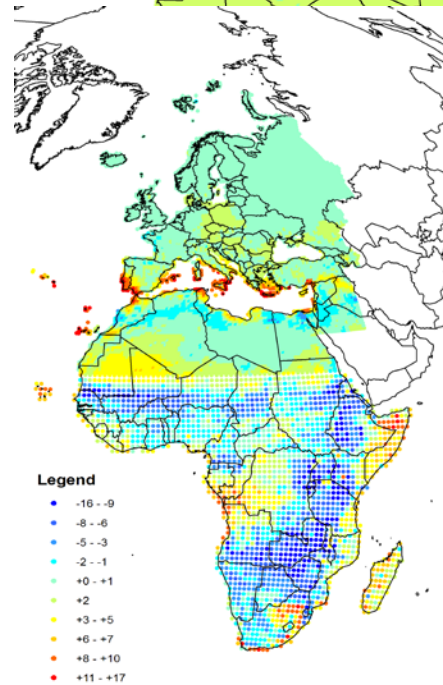 Legend
-16 - -9
-8 - -6
-5 - -3
-2 - -1
+0 - +1
+2
+3 - +5
+6 - +7
+8 - +10
+11 - +17